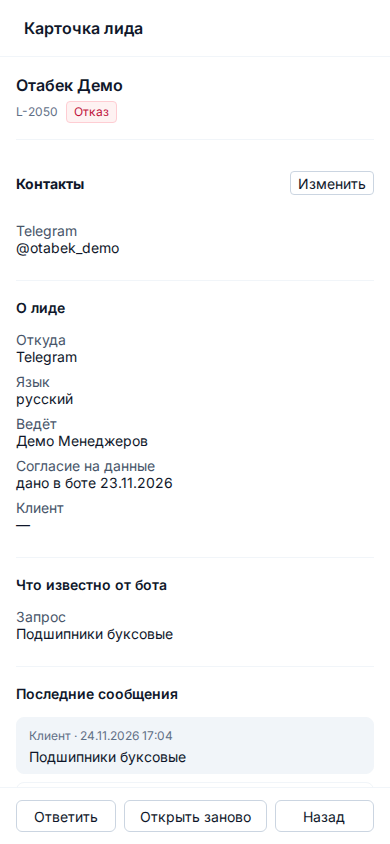 Карточка лида
Отабек Демо
L-2050 Отказ
Контакты Изменить
Telegram
@otabek_demo
О лиде
Откуда
Telegram
Язык
русский
Ведёт
Демо Менеджеров
Согласие на данные
дано в боте 23.11.2026
Клиент
—
Что известно от бота
Запрос
Подшипники буксовые
Последние сообщения
Клиент · 24.11.2026 17:04
Подшипники буксовые
Ответить Открыть заново Назад